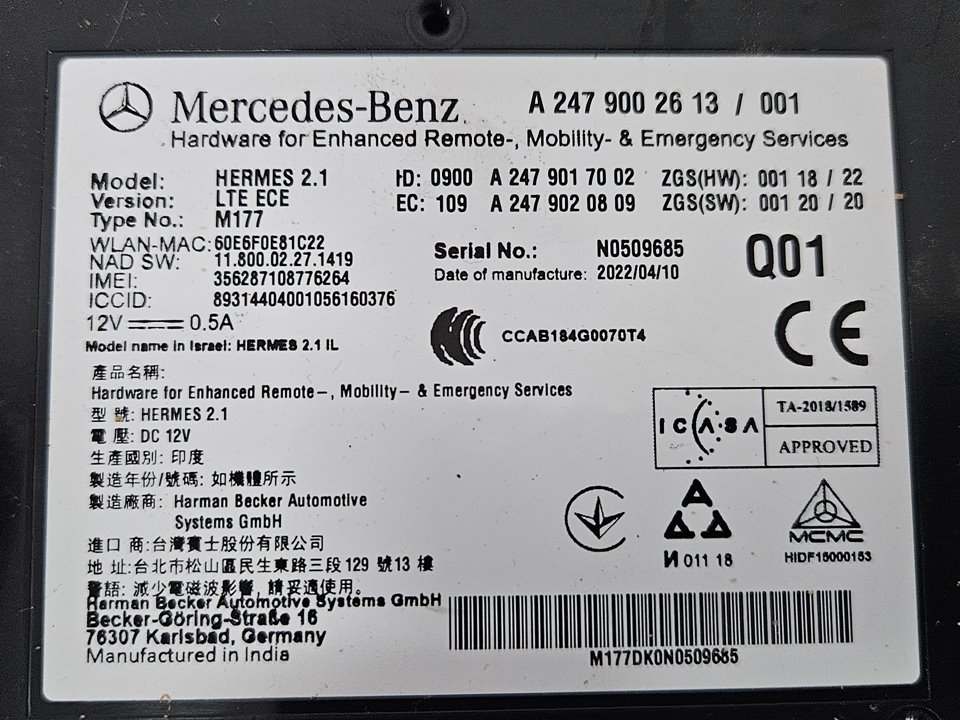 Mercedes-Benz A 247 900 26 13 / 001
Hardware for Enhanced Remote-, Mobility- & Emergency Services
Model: HERMES 2.1 ID: 0900 A 247 901 70 02 ZGS(HW): 001 18 / 22
Version: LTE ECE EC: 109 A 247 902 08 09 ZGS(SW): 001 20 / 20
Type No.: M177
WLAN-MAC: 60E6F0E81C22 Serial No.: N0509685 Q01
NAD SW: 11.800.02.27.1419 Date of manufacture: 2022/04/10
IMEI: 356287108776264
ICCID: 89314404001056160376
12V 0.5A
Model name in Israel: HERMES 2.1 IL
CCAB184G0070T4
CE
產品名稱:
Hardware for Enhanced Remote-, Mobility- & Emergency Services
型 號: HERMES 2.1
電 壓: DC 12V
生產國別: 印度
製造年份/號碼: 如機體所示
製造廠商: Harman Becker Automotive
Systems GmbH
進口 商:台灣賓士股份有限公司
地 址:台北市松山區民生東路三段129 號13 樓
警語: 減少電磁波影響, 請妥適使用。
ICASA TA-2018/1589
APPROVED
И 011 18
MCMC
HIDF15000153
Harman Becker Automotive Systems GmbH
Becker-Göring-Straße 16
76307 Karlsbad, Germany
Manufactured in India
M177DK0N0509685